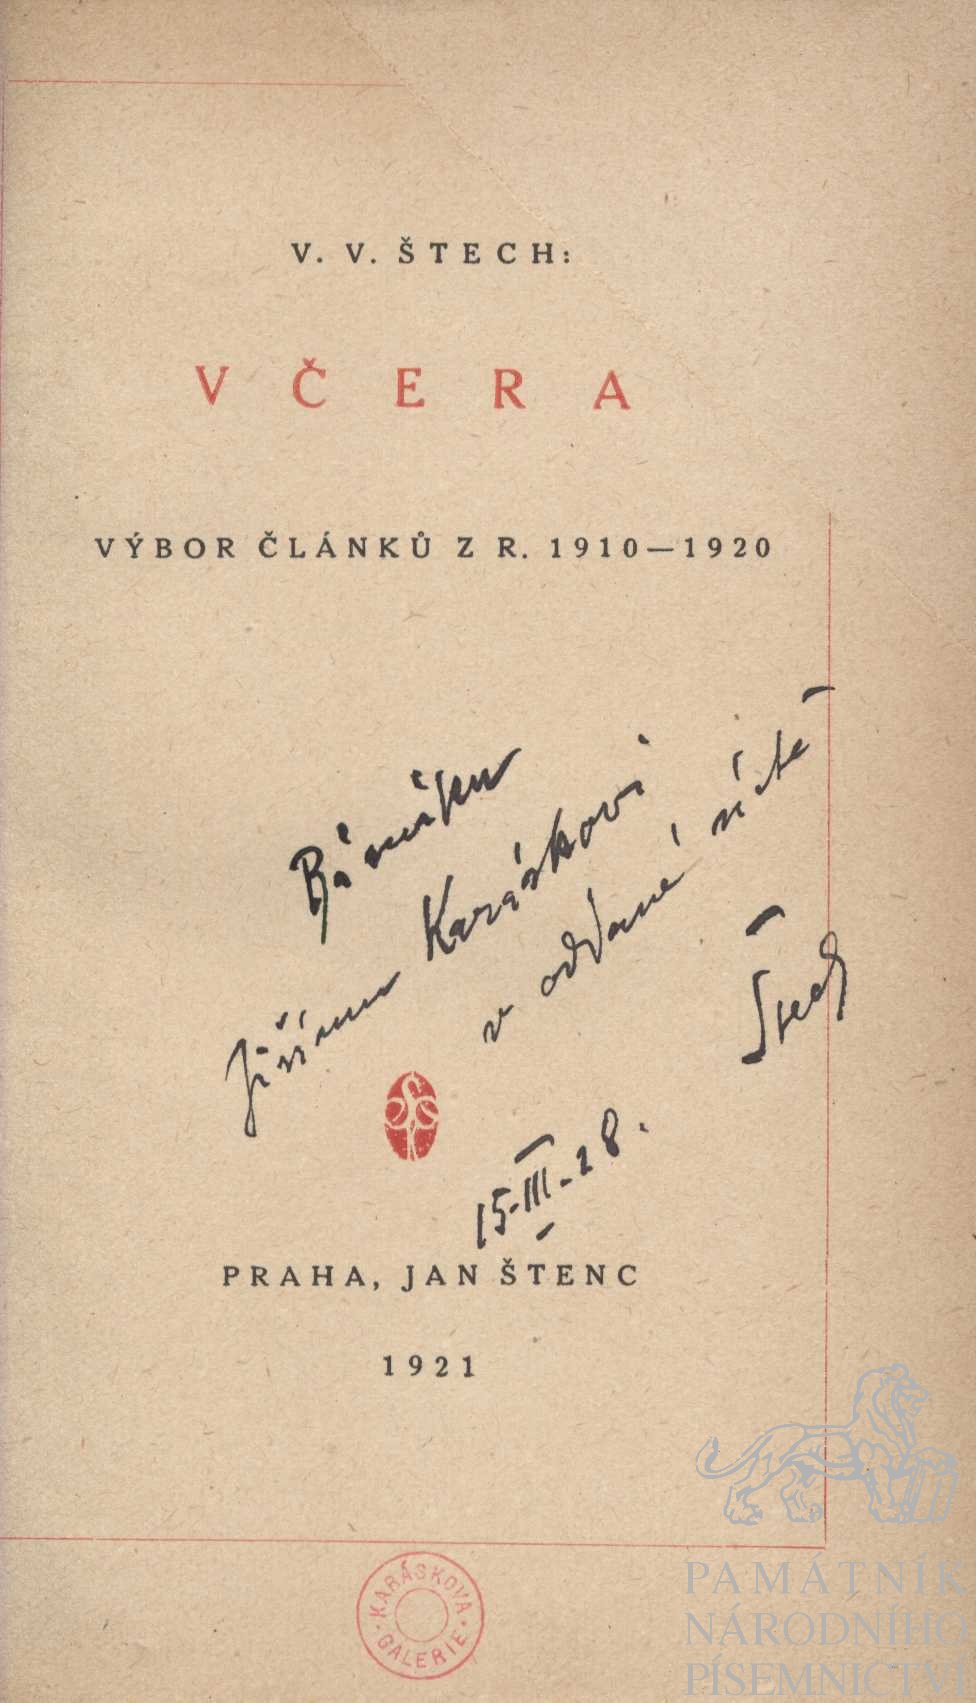 V. V. ŠTECH:
VČERA
VÝBOR ČLÁNKŮ Z R. 1910—1920
Básníku
Jiřímu Karáskovi
v oddané úctě
Štech
15-III-28.
PRAHA, JAN ŠTENC
1921
KARÁSKOVA GALERIE
PAMÁTNÍK
NÁRODNÍHO
PÍSEMNICTVÍ